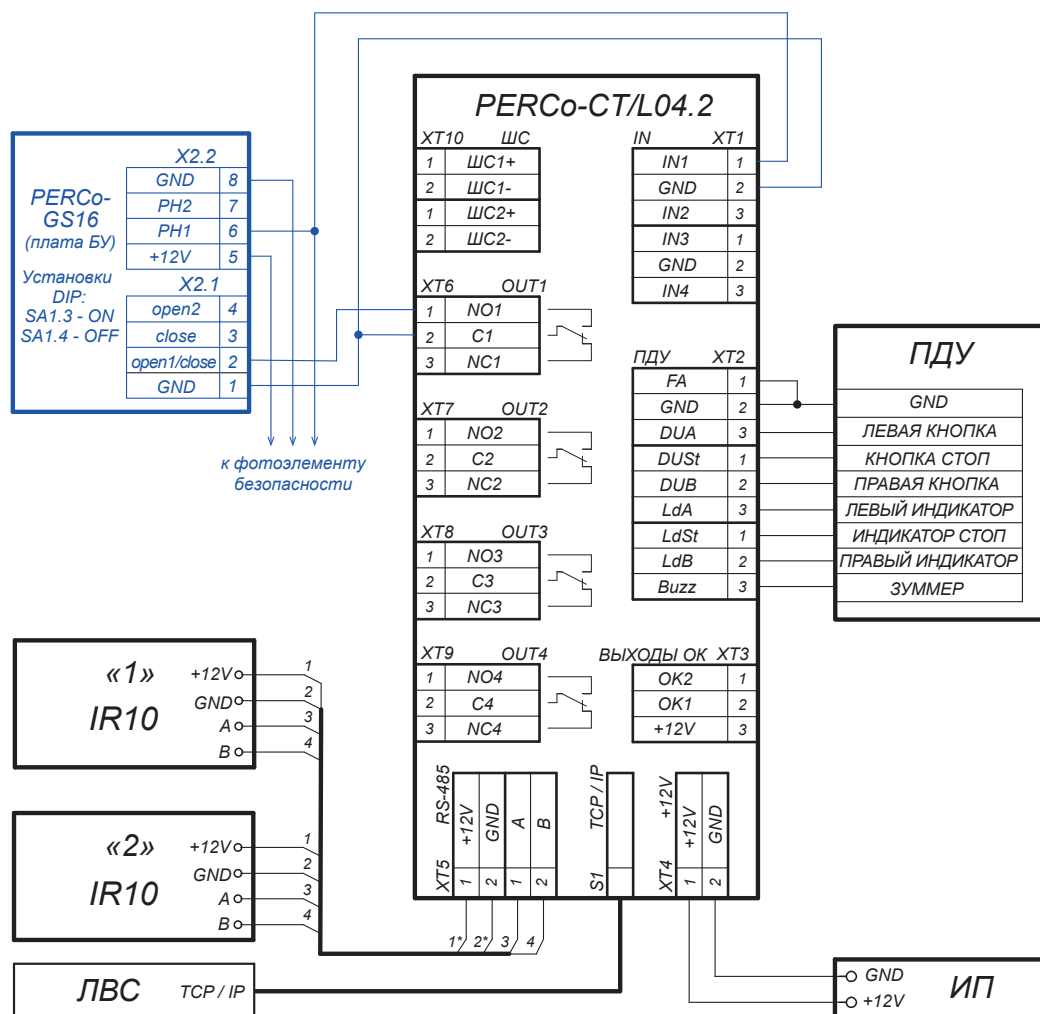 PERCo-CT/L04.2
XT10 ШС
1 ШС1+
2 ШС1-
1 ШС2+
2 ШС2-
IN XT1
IN1 1
GND 2
IN2 3
IN3 1
GND 2
IN4 3
PERCo-
GS16
(плата БУ)
Установки
DIP:
SA1.3 - ON
SA1.4 - OFF
X2.2
GND 8
PH2 7
PH1 6
+12V 5
X2.1
open2 4
close 3
open1/close 2
GND 1
к фотоэлементу
безопасности
XT6 OUT1
1 NO1
2 C1
3 NC1
XT7 OUT2
1 NO2
2 C2
3 NC2
XT8 OUT3
1 NO3
2 C3
3 NC3
XT9 OUT4
1 NO4
2 C4
3 NC4
ПДУ XT2
FA 1
GND 2
DUA 3
DUSt 1
DUB 2
LdA 3
LdSt 1
LdB 2
Buzz 3
ПДУ
GND
ЛЕВАЯ КНОПКА
КНОПКА СТОП
ПРАВАЯ КНОПКА
ЛЕВЫЙ ИНДИКАТОР
ИНДИКАТОР СТОП
ПРАВЫЙ ИНДИКАТОР
ЗУММЕР
ВЫХОДЫ ОК XT3
OK2 1
OK1 2
+12V 3
«1»
IR10
+12V 1
GND 2
A 3
B 4
«2»
IR10
+12V 1
GND 2
A 3
B 4
XT5 RS-485
1 +12V
2 GND
1 A
2 B
1* 2* 3 4
S1 TCP / IP
XT4 +12V
1 +12V
2 GND
ЛВС TCP / IP
GND
+12V
ИП